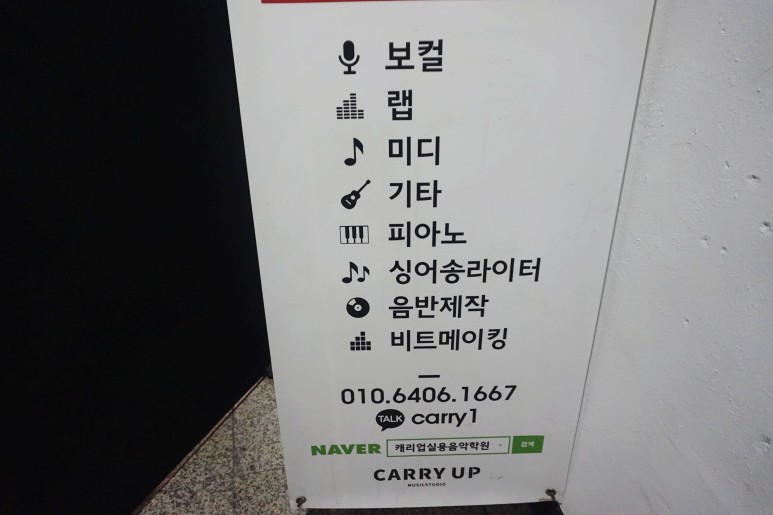 보컬
랩
미디
기타
피아노
싱어송라이터
음반제작
비트메이킹
010.6406.1667
TALK carry1
NAVER 캐리업실용음악학원 검색
CARRY UP
MUSICSTUDIO